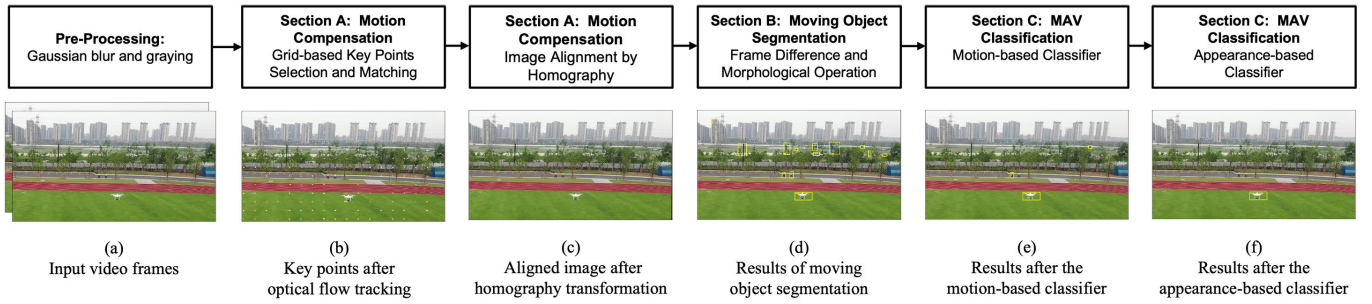 Pre-Processing:
Gaussian blur and graying
Section A: Motion
Compensation
Grid-based Key Points
Selection and Matching
Section A: Motion
Compensation
Image Alignment by
Homography
Section B: Moving Object
Segmentation
Frame Difference and
Morphological Operation
Section C: MAV
Classification
Motion-based Classifier
Section C: MAV
Classification
Appearance-based
Classifier
(a)
Input video frames
(b)
Key points after
optical flow tracking
(c)
Aligned image after
homography transformation
(d)
Results of moving
object segmentation
(e)
Results after the
motion-based classifier
(f)
Results after the
appearance-based classifier